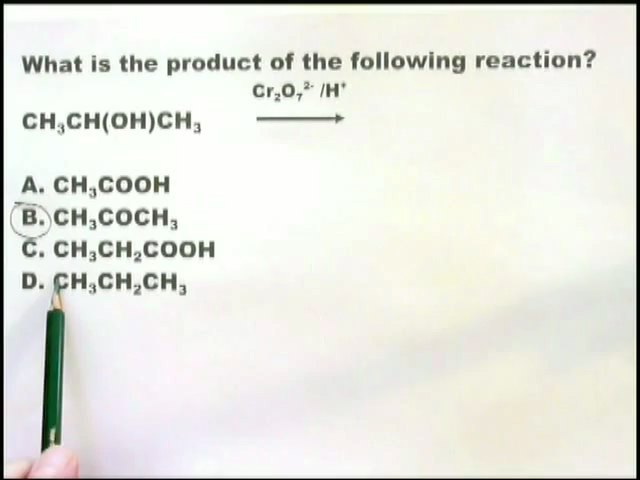 What is the product of the following reaction?
Cr₂O₇²⁻ /H⁺
CH₃CH(OH)CH₃
A. CH₃COOH
B. CH₃COCH₃
C. CH₃CH₂COOH
D. CH₃CH₂CH₃